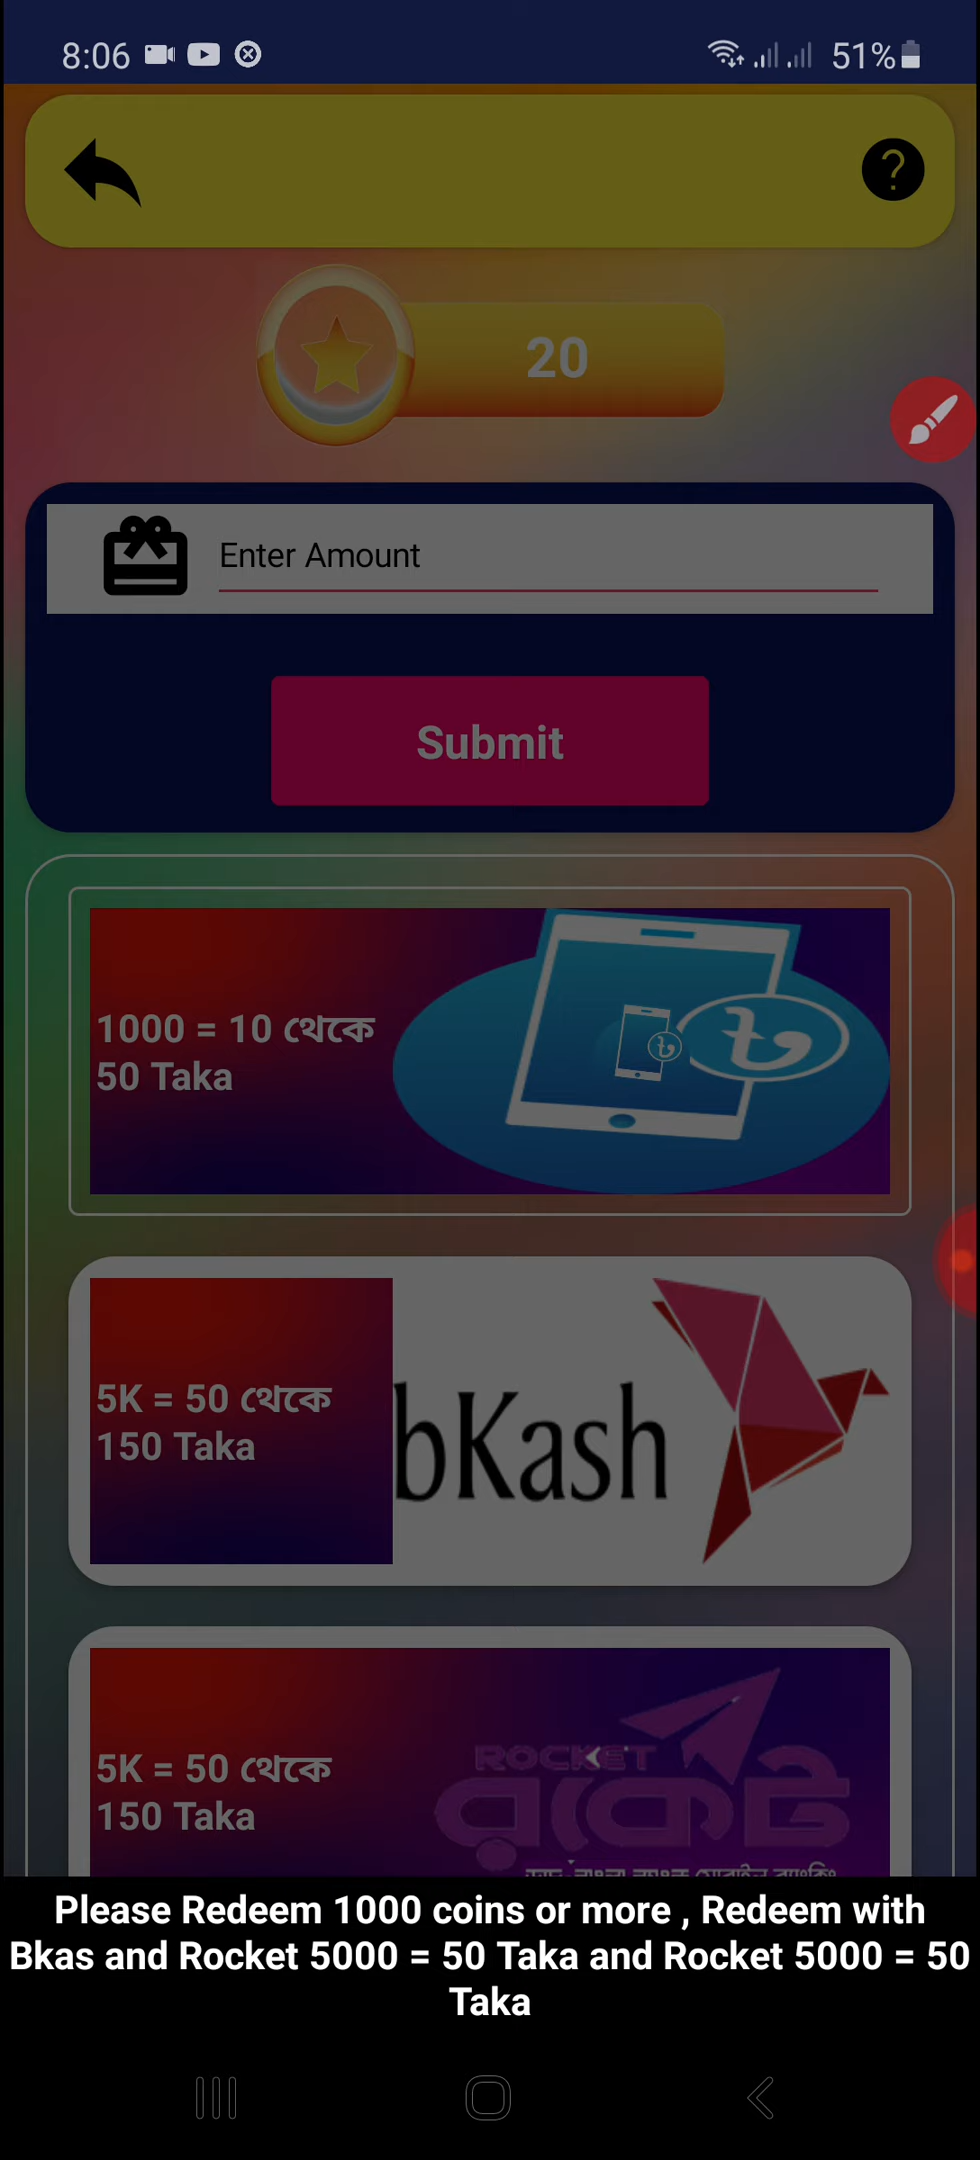 8:06
51%
20
Enter Amount
Submit
1000 = 10 থেকে
50 Taka
5K = 50 থেকে
150 Taka
bKash
5K = 50 থেকে
150 Taka
ROCKET
রকেট
Please Redeem 1000 coins or more , Redeem with
Bkas and Rocket 5000 = 50 Taka and Rocket 5000 = 50
Taka